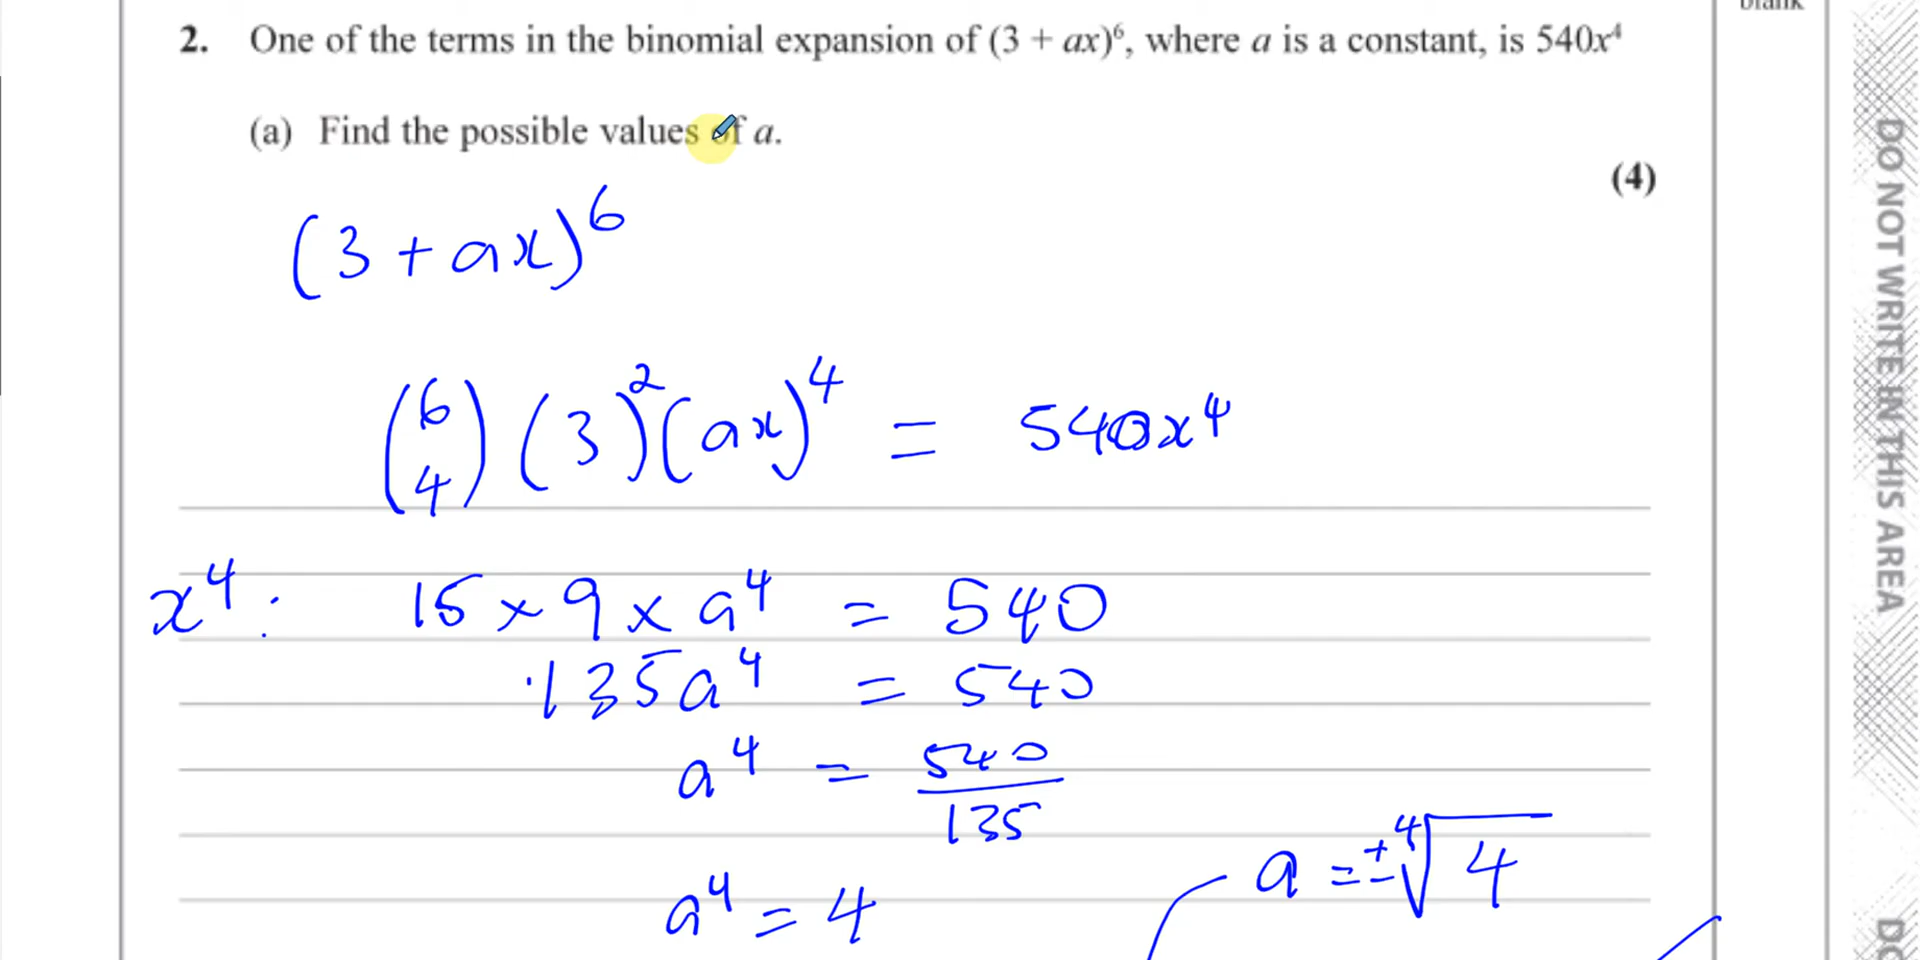 blank
2. One of the terms in the binomial expansion of (3 + ax)⁶, where a is a constant, is 540x⁴
(a) Find the possible values of a.
(4)
(3 + ax)⁶
(6 4)(3)²(ax)⁴ = 540x⁴
x⁴: 15 × 9 × a⁴ = 540
135a⁴ = 540
a⁴ = 540/135
a⁴ = 4
a = ±⁴√4
DO NOT WRITE IN THIS AREA
DO